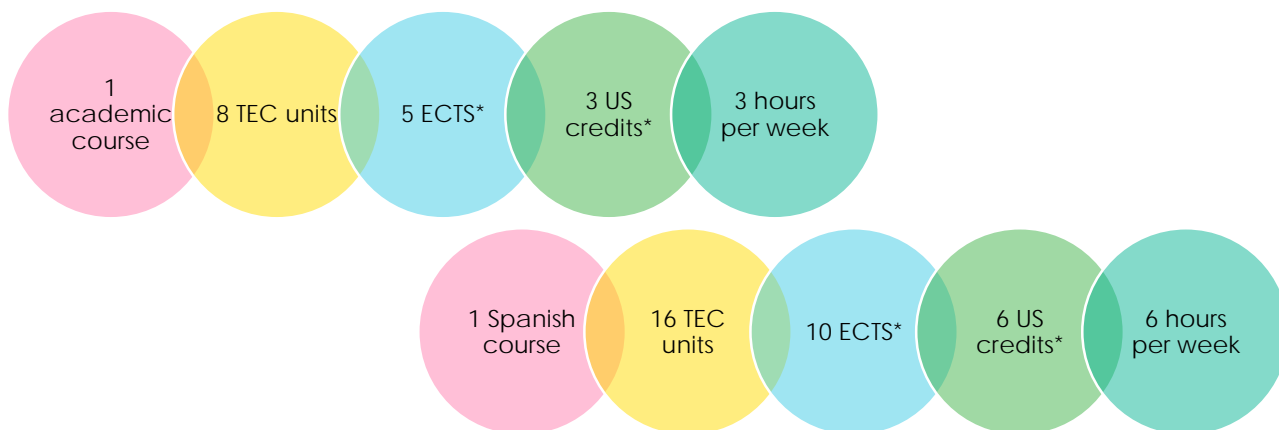 1
academic
course
8 TEC units
5 ECTS*
3 US
credits*
3 hours
per week
1 Spanish
course
16 TEC
units
10 ECTS*
6 US
credits*
6 hours
per week